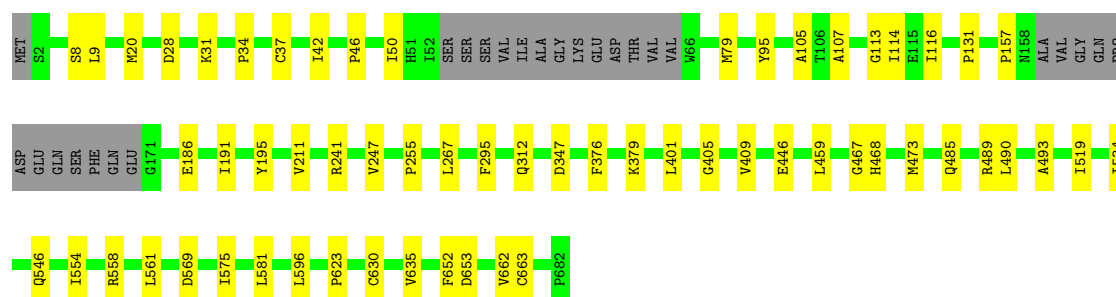 MET S2 S8 L9 M20 D28 K31 P34 C37 I42 P46 I50 H51 I52 SER SER SER VAL ILE ALA GLY LYS GLU ASP THR VAL VAL W66 M79 Y95 A105 T106 A107 G113 I114 E115 I116 P131 P157 N158 ALA VAL GLY GLN
ASP GLU GLN SER PHE GLN GLU G171 E186 I191 Y195 V211 R241 V247 P255 L267 F295 Q312 D347 F376 K379 L401 G405 V409 E446 L459 G467 H468 M473 Q485 R489 L490 A493 I519
Q546 I554 R558 L561 D569 I575 L581 L596 P623 C630 V635 F652 D653 V662 C663 P682